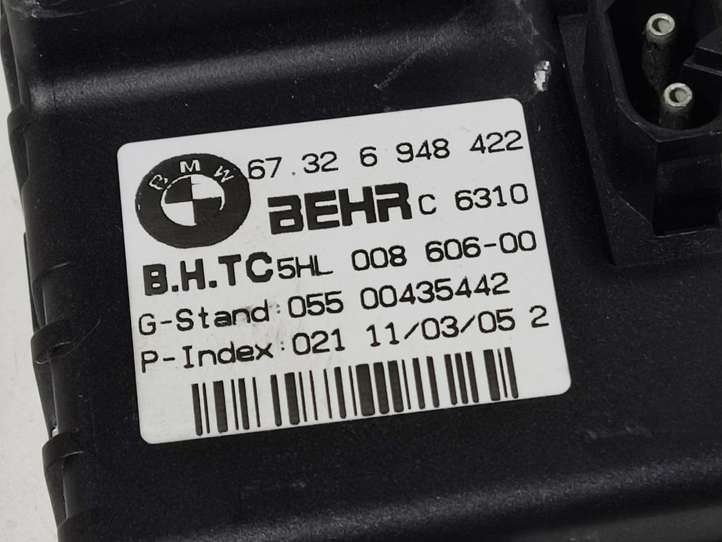 BMW
67.32 6 948 422
BEHR C 6310
B.H.TC 5HL 008 606-00
G-Stand:055 00435442
P-Index:021 11/03/05 2